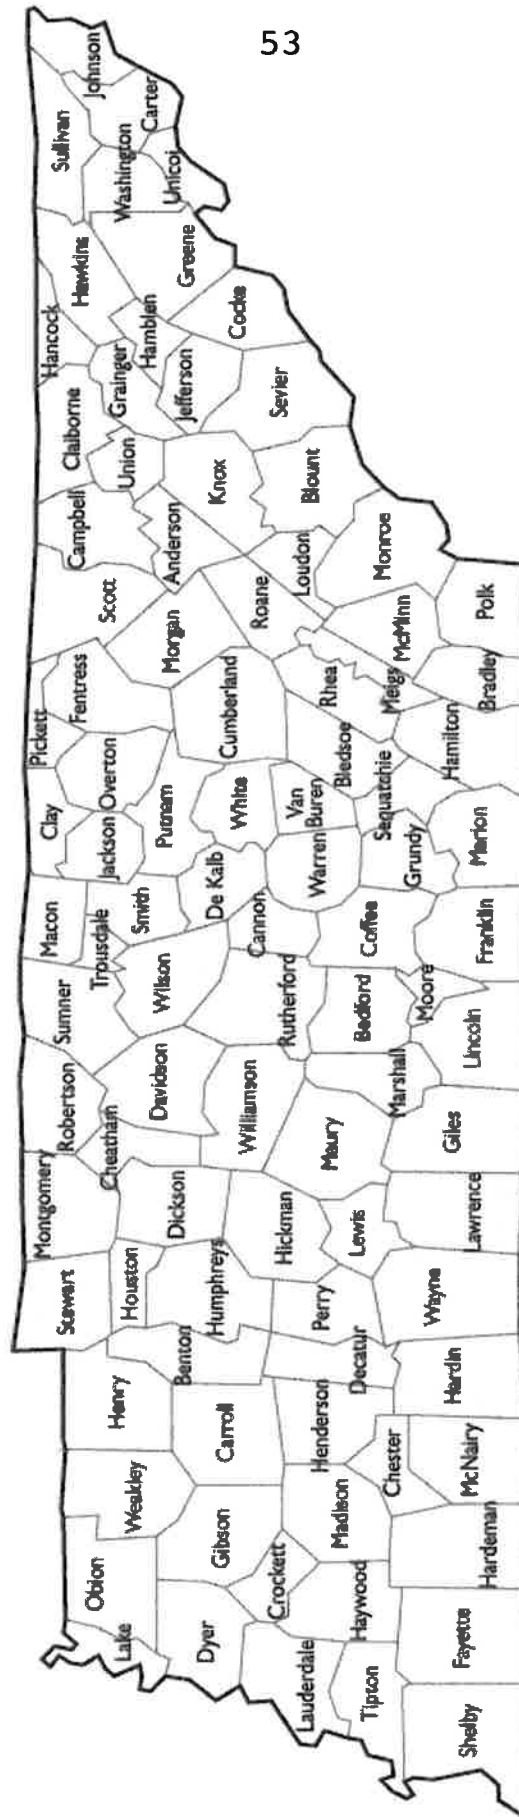 53
Johnson
Carter
Sullivan
Washington
Unicoi
Hawkins
Greene
Hancock
Hamblen
Cocke
Grainger
Jefferson
Claiborne
Sevier
Union
Knox
Blount
Campbell
Anderson
Loudon
Monroe
Scott
Roane
Morgan
McMinn
Polk
Fentress
Cumberland
Rhea
Meigs
Bradley
Pickett
Overton
Bledsoe
Hamilton
Clay
Putnam
White
Van
Buren
Sequatchie
Jackson
Marion
De Kalb
Warren
Grundy
Macon
Smith
Cannon
Coffee
Franklin
Trousdale
Wilson
Rutherford
Bedford
Moore
Sumner
Lincoln
Robertson
Davidson
Williamson
Marshall
Cheatham
Maury
Giles
Montgomery
Dickson
Hickman
Lewis
Lawrence
Stewart
Houston
Humphreys
Perry
Wayne
Benton
Decatur
Hardin
Henry
Carroll
Henderson
Chester
McNairy
Weakley
Gibson
Madison
Hardeman
Obion
Crockett
Haywood
Lake
Dyer
Fayette
Lauderdale
Tipton
Shelby